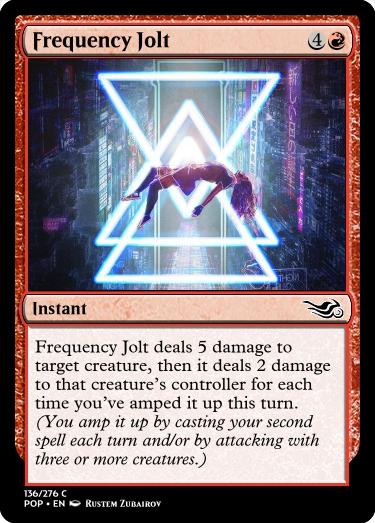 Frequency Jolt 4
Instant
Frequency Jolt deals 5 damage to
target creature, then it deals 2 damage
to that creature's controller for each
time you've amped it up this turn.
(You amp it up by casting your second
spell each turn and/or by attacking with
three or more creatures.)
136/276 C
POP • EN Rustem Zubairov